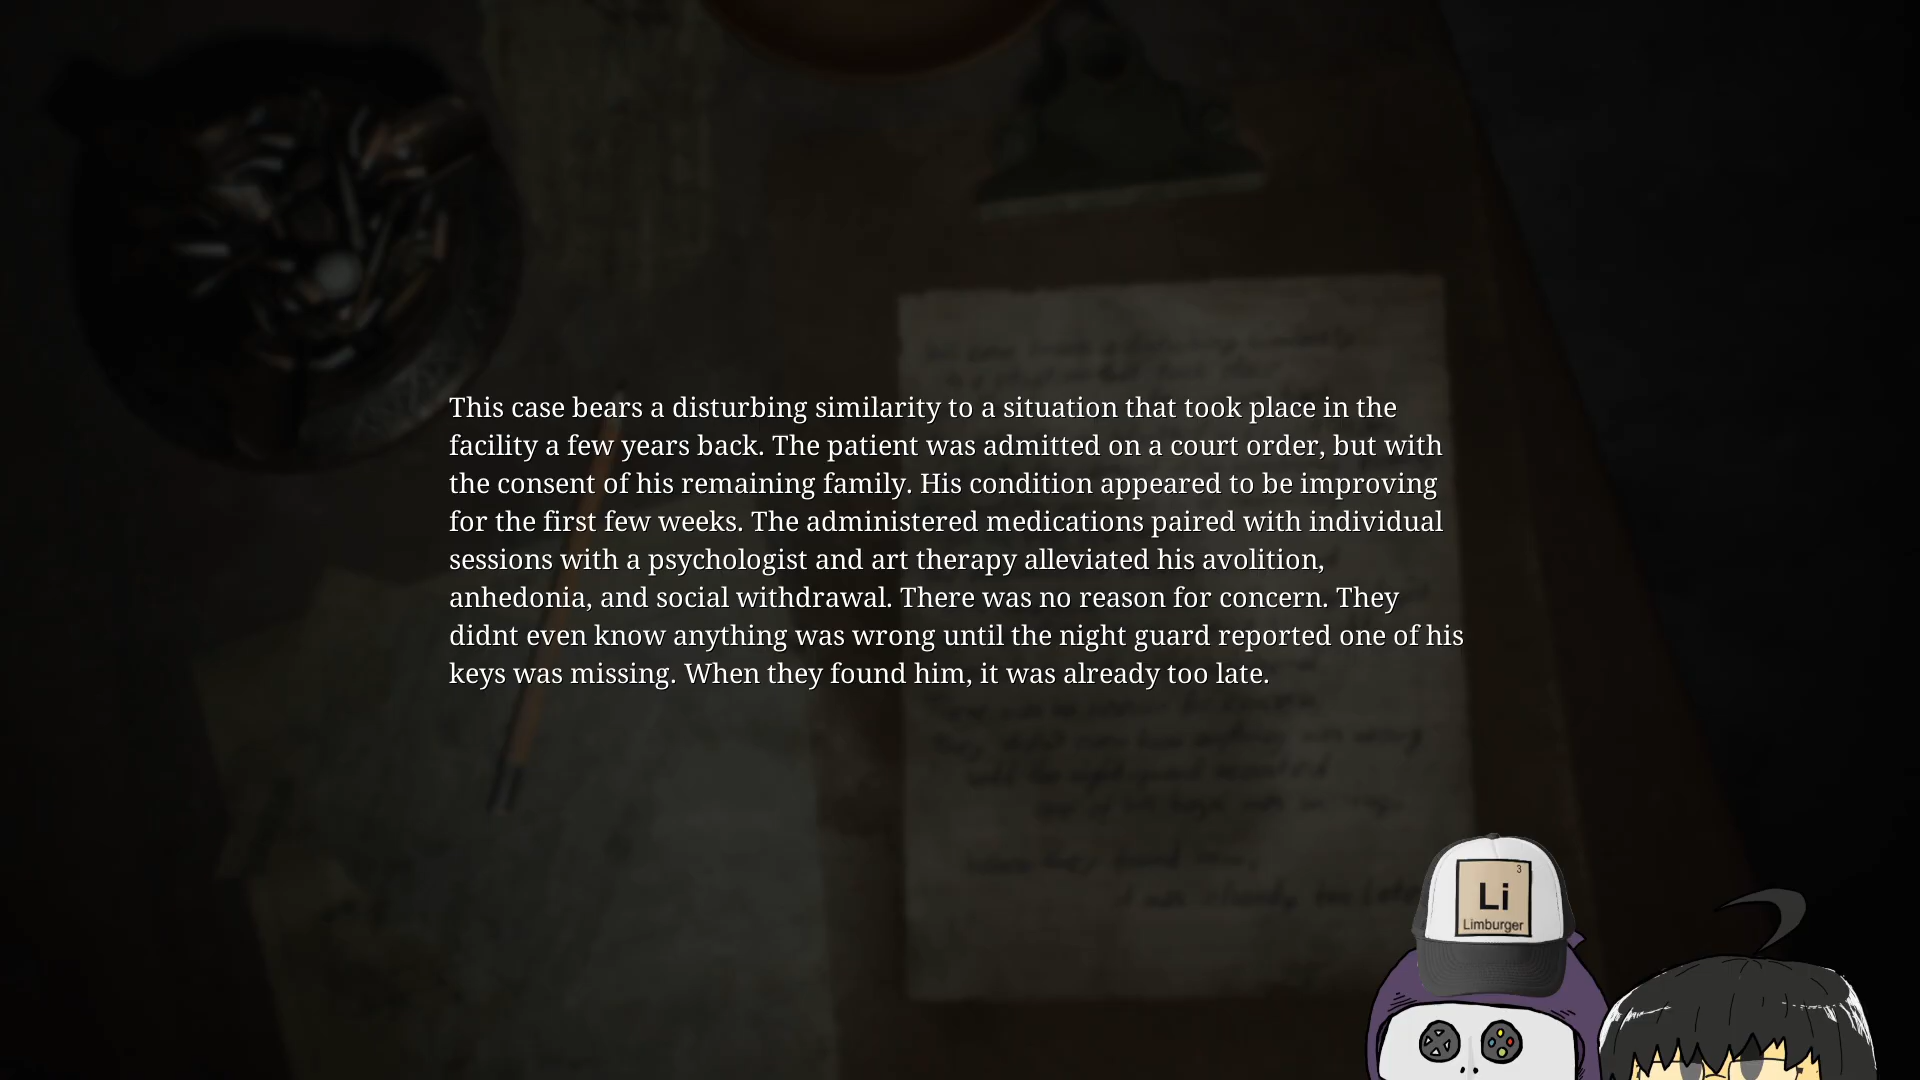 This case bears a disturbing similarity to a situation that took place in the
facility a few years back. The patient was admitted on a court order, but with
the consent of his remaining family. His condition appeared to be improving
for the first few weeks. The administered medications paired with individual
sessions with a psychologist and art therapy alleviated his avolition,
anhedonia, and social withdrawal. There was no reason for concern. They
didnt even know anything was wrong until the night guard reported one of his
keys was missing. When they found him, it was already too late.
3
Li
Limburger